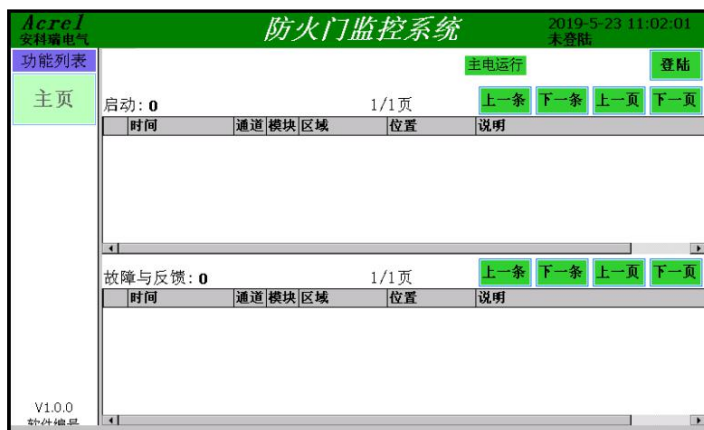 Acrel
安科瑞电气
防火门监控系统
2019-5-23 11:02:01
未登陆
功能列表
主电运行
登陆
主页
启动: 0
1/1页
上一条 下一条 上一页 下一页
时间 通道 模块 区域 位置 说明
故障与反馈: 0
1/1页
上一条 下一条 上一页 下一页
时间 通道 模块 区域 位置 说明
V1.0.0
软件编号